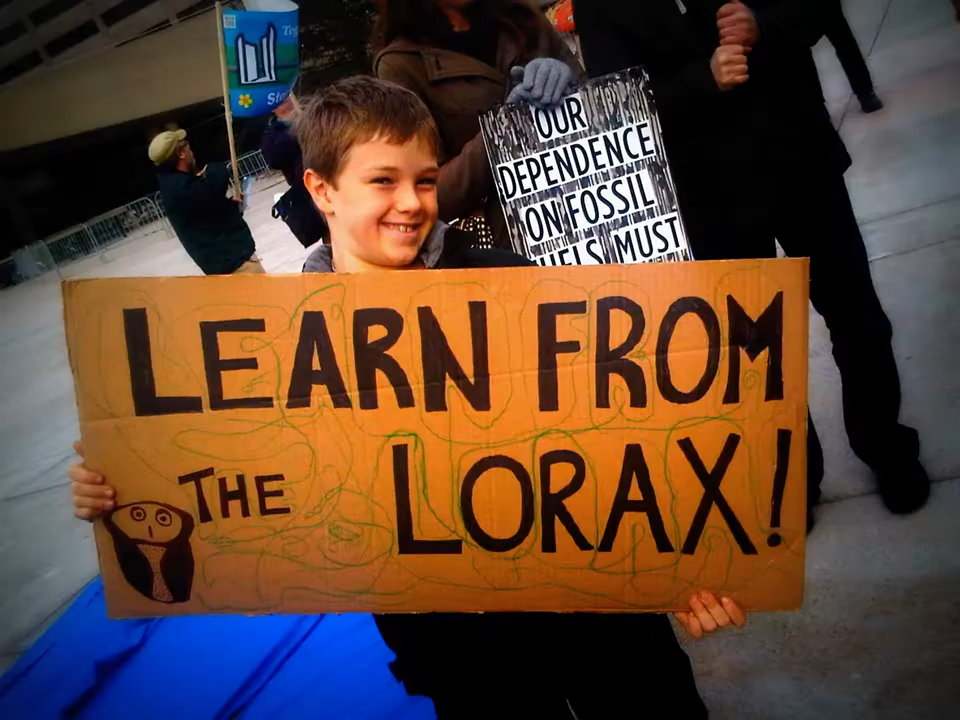 OUR
DEPENDENCE
ON FOSSIL
MUST
LEARN FROM
THE LORAX!